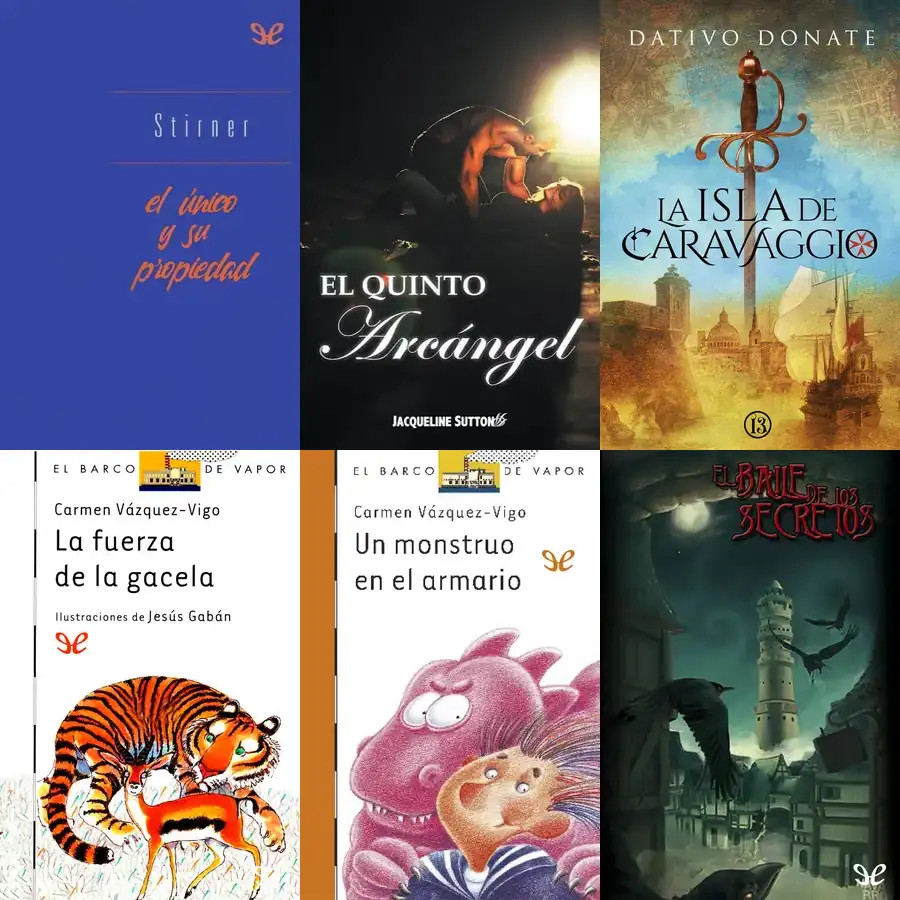 Stirner
el único
y su
propiedad
EL QUINTO
Arcángel
JACQUELINE SUTTON
DATIVO DONATE
LA ISLA DE
CARAVAGGIO
13
EL BARCO DE VAPOR
Carmen Vázquez-Vigo
La fuerza
de la gacela
Ilustraciones de Jesús Gabán
EL BARCO DE VAPOR
Carmen Vázquez-Vigo
Un monstruo
en el armario
EL BAILE
DE LOS
SECRETOS